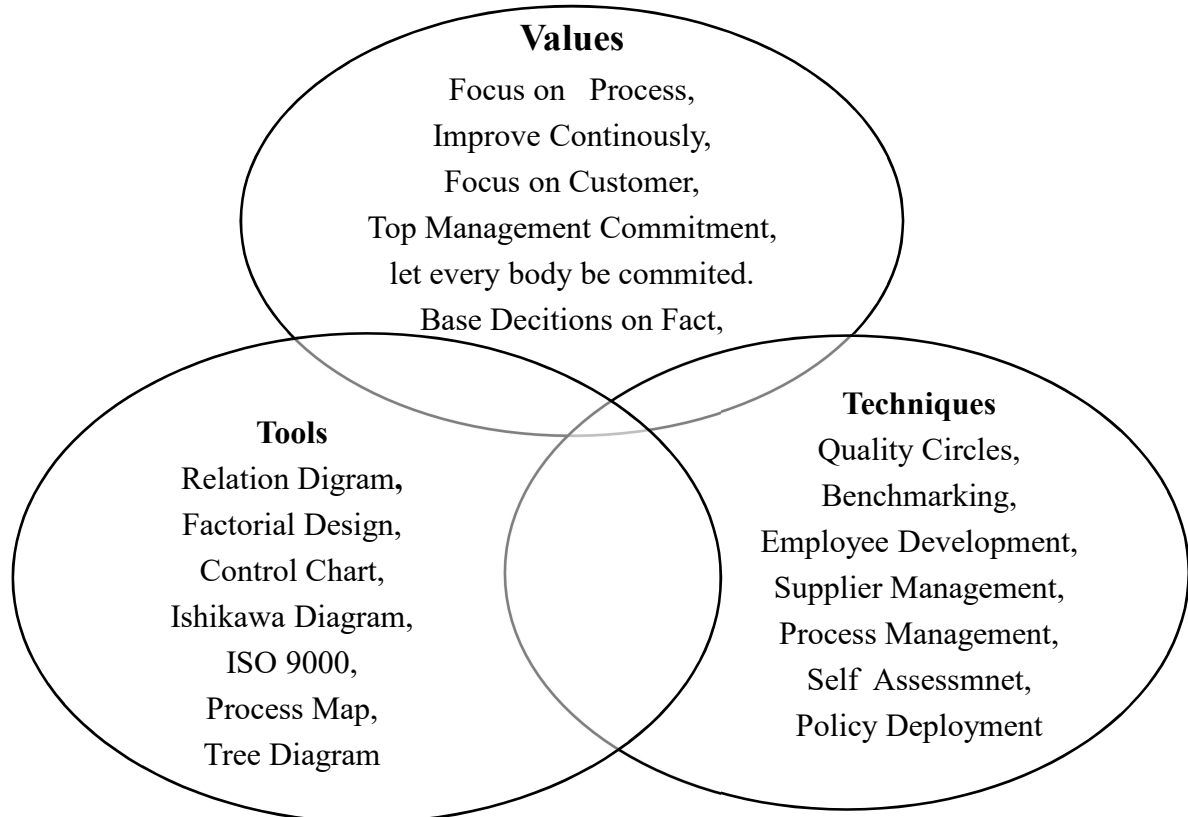 Values
Focus on Process,
Improve Continously,
Focus on Customer,
Top Management Commitment,
let every body be commited.
Base Decitions on Fact,
Tools
Relation Digram,
Factorial Design,
Control Chart,
Ishikawa Diagram,
ISO 9000,
Process Map,
Tree Diagram
Techniques
Quality Circles,
Benchmarking,
Employee Development,
Supplier Management,
Process Management,
Self Assessmnet,
Policy Deployment